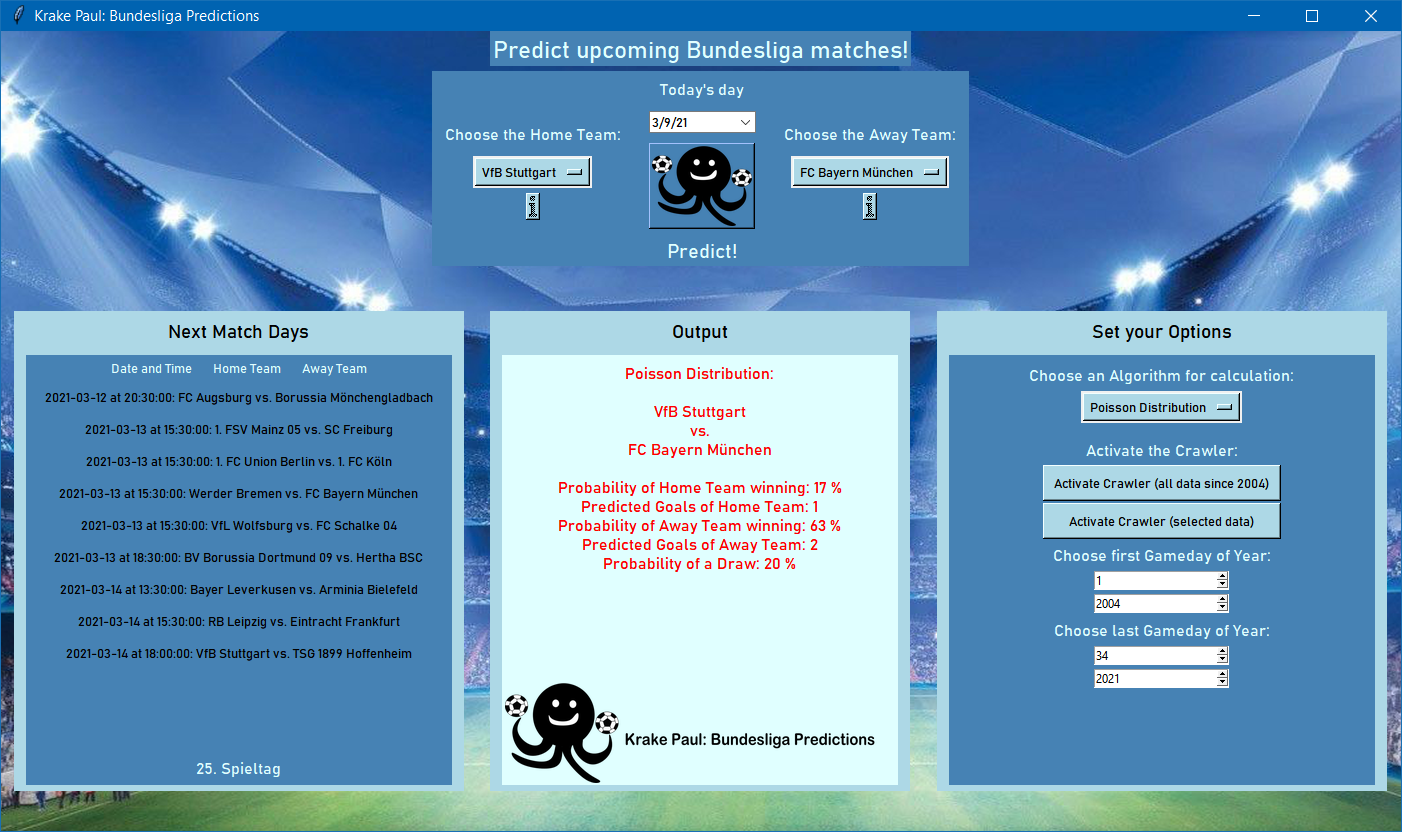 Krake Paul: Bundesliga Predictions
Predict upcoming Bundesliga matches!
Today's day
3/9/21
Choose the Home Team:
VfB Stuttgart
i
Choose the Away Team:
FC Bayern München
i
Predict!
Next Match Days
Date and Time Home Team Away Team
2021-03-12 at 20:30:00: FC Augsburg vs. Borussia Mönchengladbach
2021-03-13 at 15:30:00: 1. FSV Mainz 05 vs. SC Freiburg
2021-03-13 at 15:30:00: 1. FC Union Berlin vs. 1. FC Köln
2021-03-13 at 15:30:00: Werder Bremen vs. FC Bayern München
2021-03-13 at 15:30:00: VfL Wolfsburg vs. FC Schalke 04
2021-03-13 at 18:30:00: BV Borussia Dortmund 09 vs. Hertha BSC
2021-03-14 at 13:30:00: Bayer Leverkusen vs. Arminia Bielefeld
2021-03-14 at 15:30:00: RB Leipzig vs. Eintracht Frankfurt
2021-03-14 at 18:00:00: VfB Stuttgart vs. TSG 1899 Hoffenheim
25. Spieltag
Output
Poisson Distribution:
VfB Stuttgart
vs.
FC Bayern München
Probability of Home Team winning: 17 %
Predicted Goals of Home Team: 1
Probability of Away Team winning: 63 %
Predicted Goals of Away Team: 2
Probability of a Draw: 20 %
Krake Paul: Bundesliga Predictions
Set your Options
Choose an Algorithm for calculation:
Poisson Distribution
Activate the Crawler:
Activate Crawler (all data since 2004)
Activate Crawler (selected data)
Choose first Gameday of Year:
1
2004
Choose last Gameday of Year:
34
2021